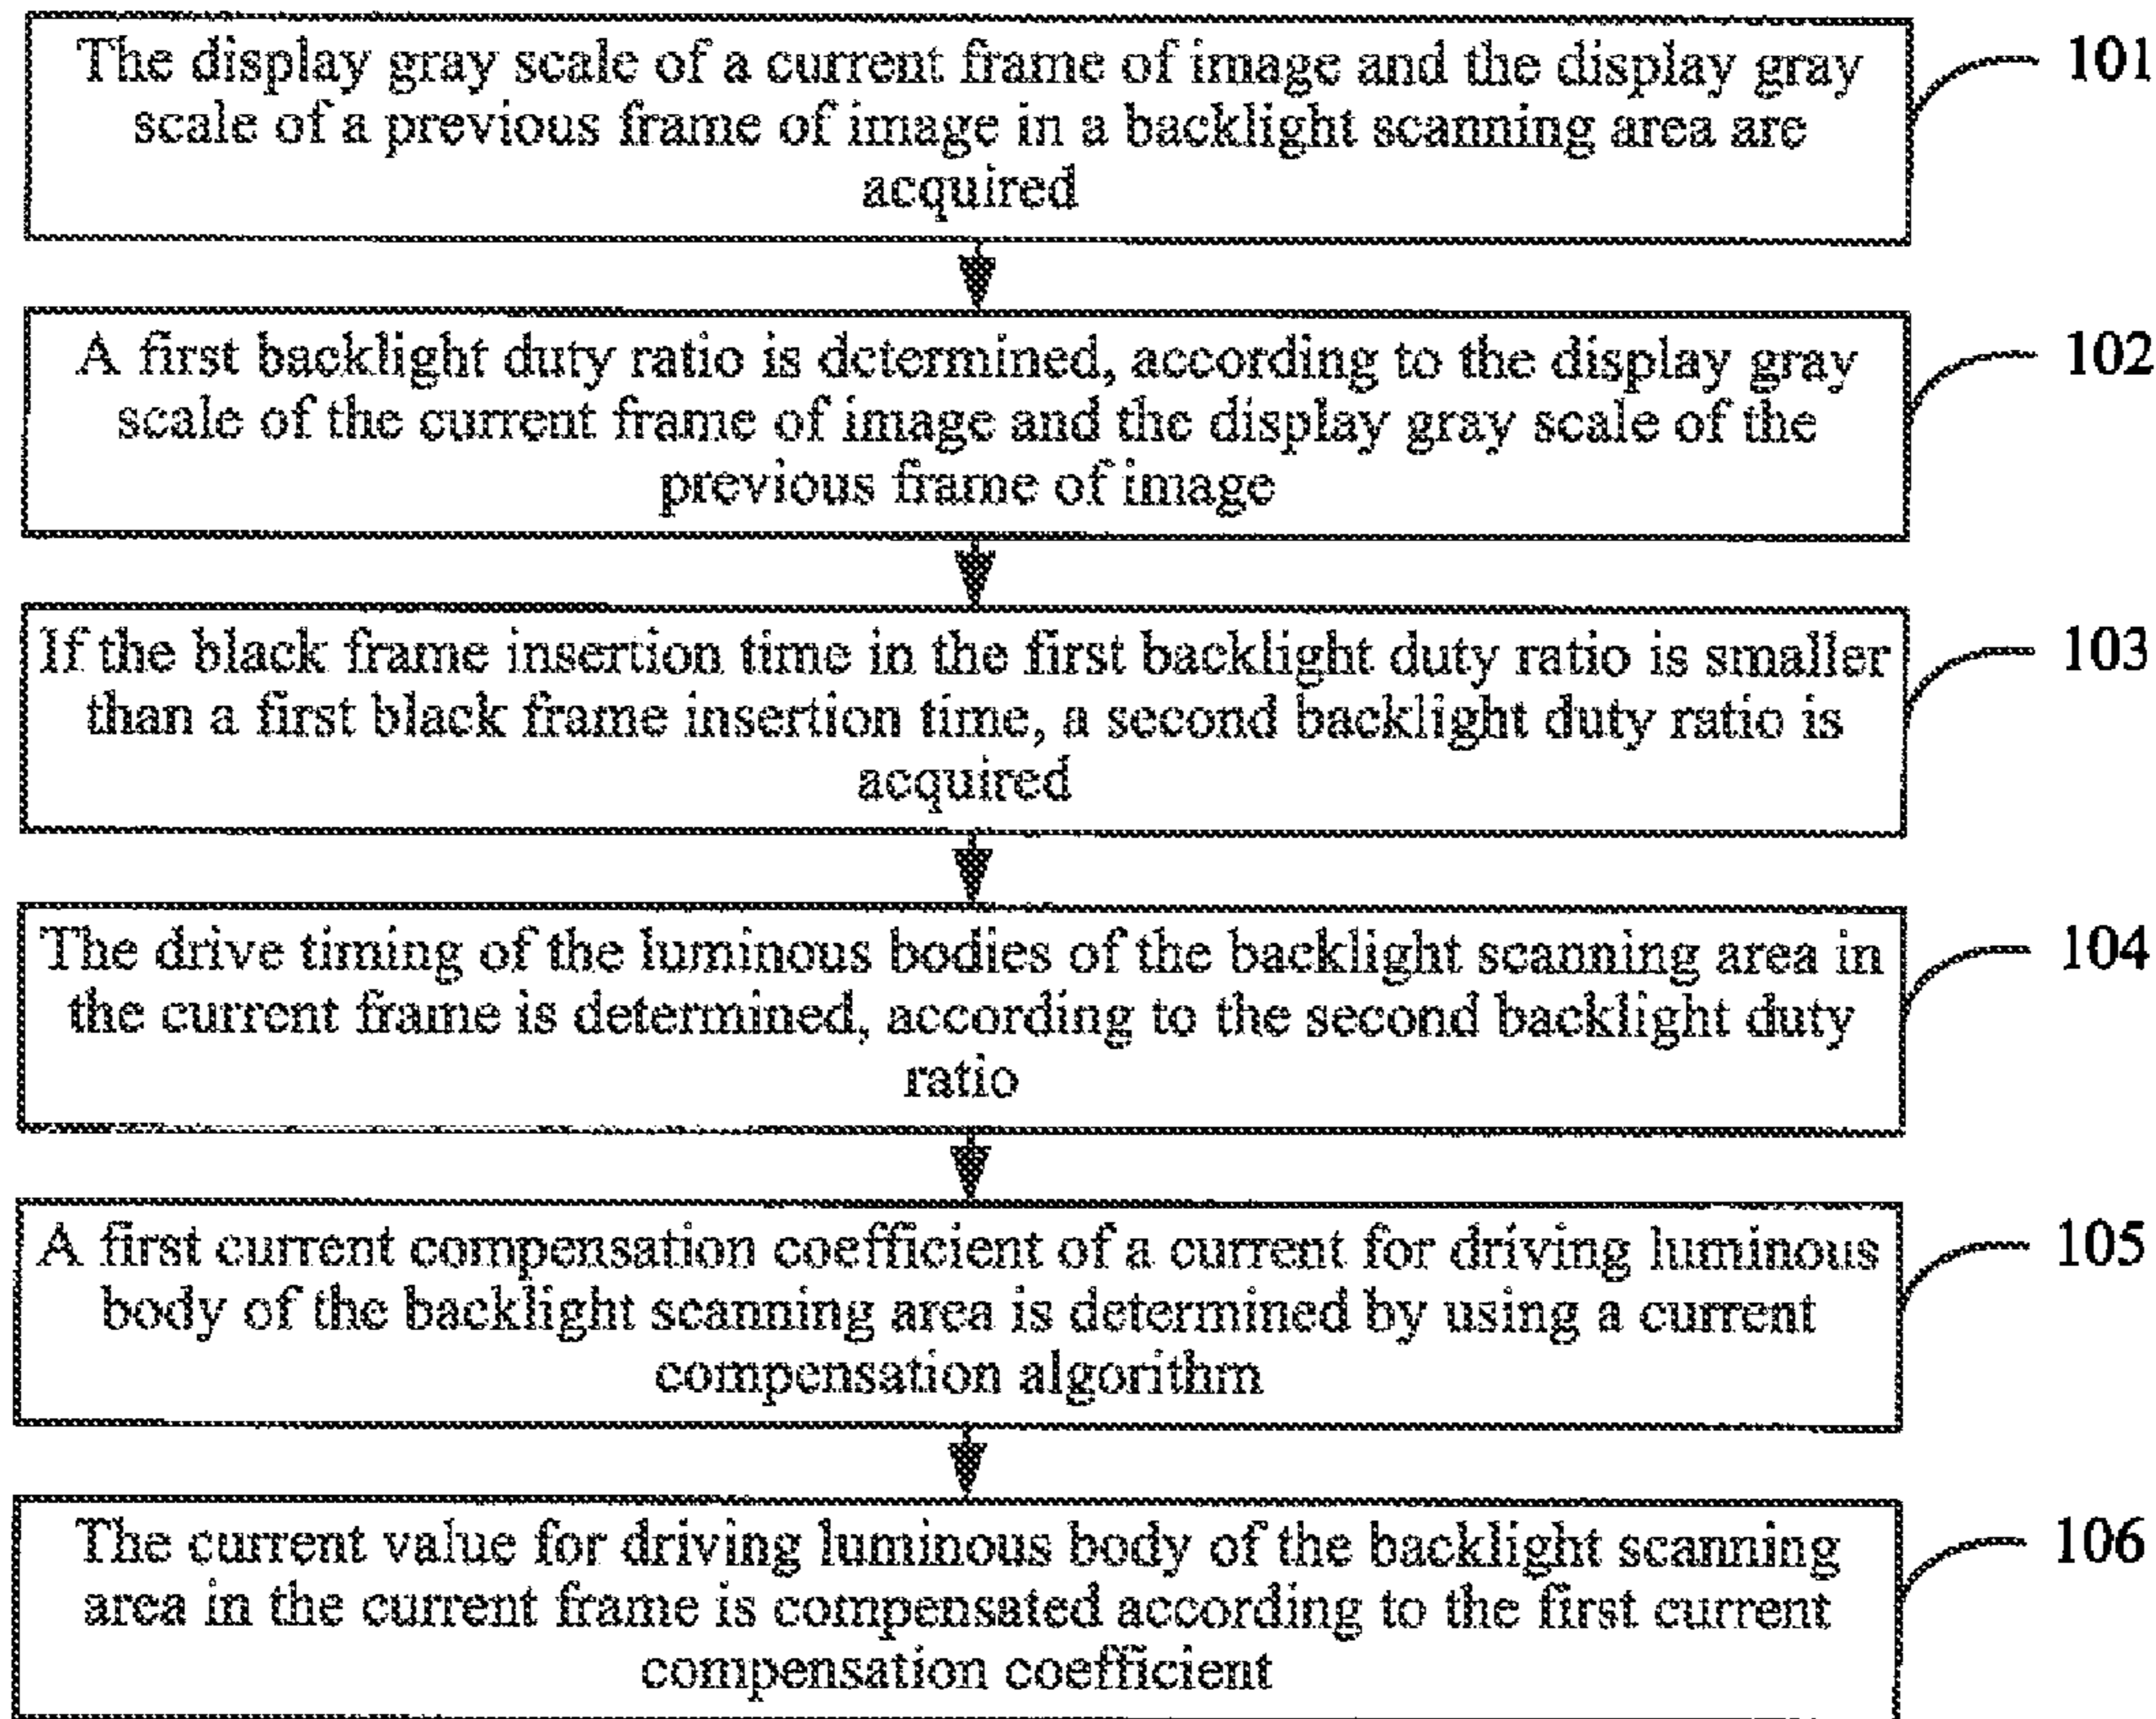 The display gray scale of a current frame of image and the display gray
scale of a previous frame of image in a backlight scanning area are
acquired
101
A first backlight duty ratio is determined, according to the display gray
scale of the current frame of image and the display gray scale of the
previous frame of image
102
If the black frame insertion time in the first backlight duty ratio is smaller
than a first black frame insertion time, a second backlight duty ratio is
acquired
103
The drive timing of the luminous bodies of the backlight scanning area in
the current frame is determined, according to the second backlight duty
ratio
104
A first current compensation coefficient of a current for driving luminous
body of the backlight scanning area is determined by using a current
compensation algorithm
105
The current value for driving luminous body of the backlight scanning
area in the current frame is compensated according to the first current
compensation coefficient
106